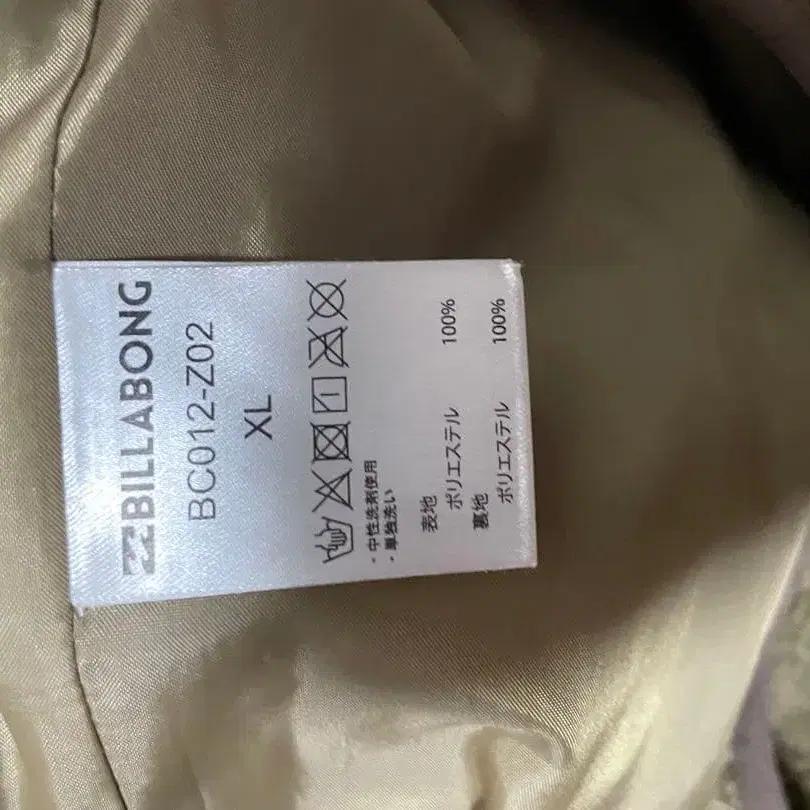 BILLABONG
BC012-Z02
XL
・中性洗剤使用
・単独洗い
表地
ポリエステル 100%
裏地
ポリエステル 100%